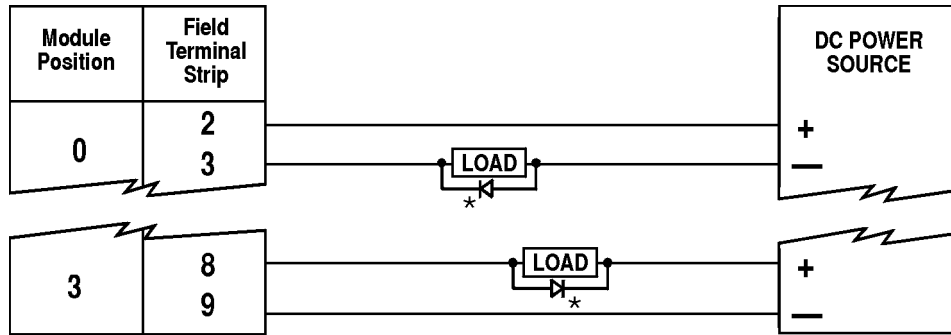 Module
Position
Field
Terminal
Strip
DC POWER
SOURCE
0
2
3
LOAD
*
+
—
3
8
9
LOAD
*
+
—